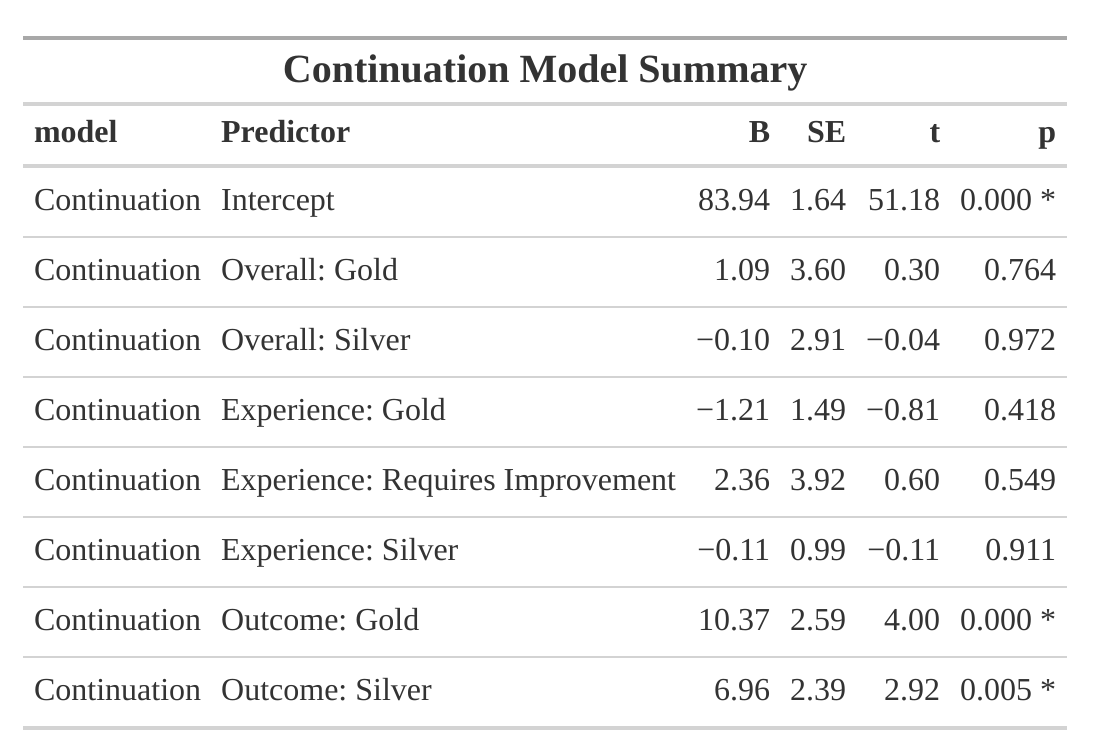 Continuation Model Summary
model Predictor B SE t p
Continuation Intercept 83.94 1.64 51.18 0.000 *
Continuation Overall: Gold 1.09 3.60 0.30 0.764
Continuation Overall: Silver −0.10 2.91 −0.04 0.972
Continuation Experience: Gold −1.21 1.49 −0.81 0.418
Continuation Experience: Requires Improvement 2.36 3.92 0.60 0.549
Continuation Experience: Silver −0.11 0.99 −0.11 0.911
Continuation Outcome: Gold 10.37 2.59 4.00 0.000 *
Continuation Outcome: Silver 6.96 2.39 2.92 0.005 *